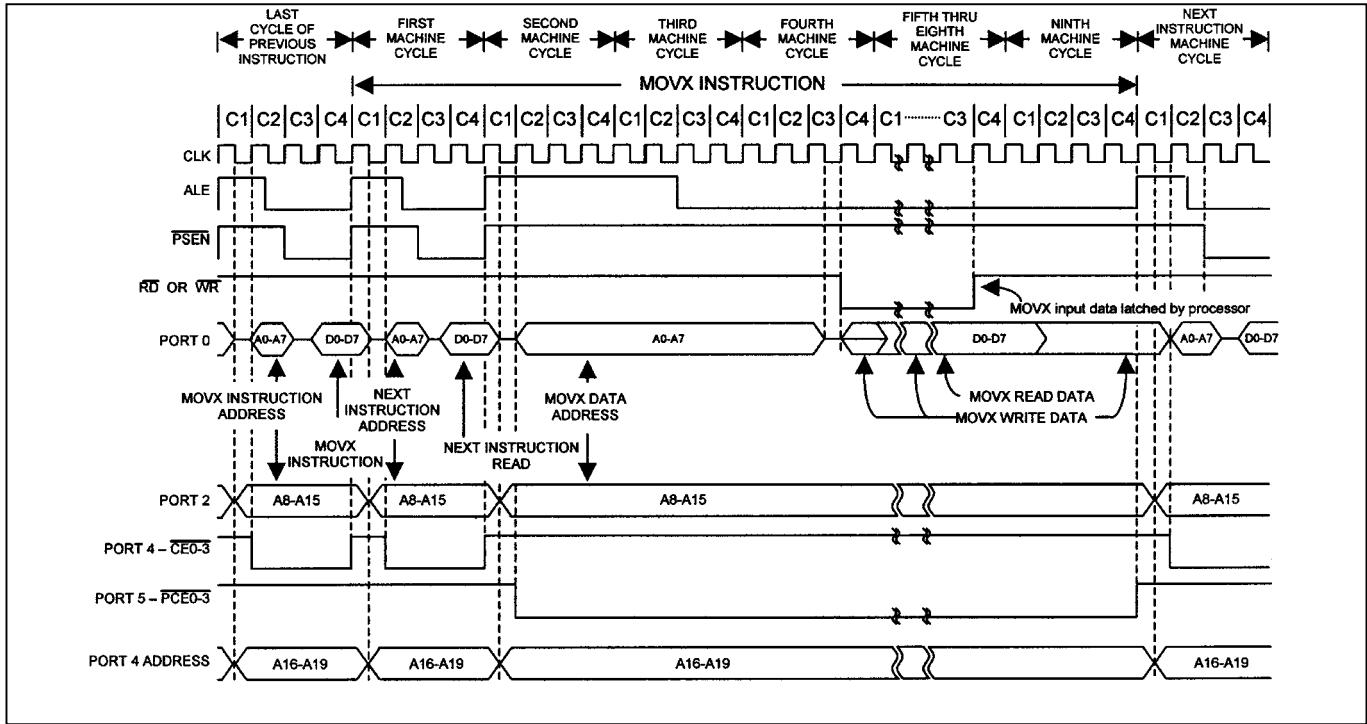 LAST CYCLE OF PREVIOUS INSTRUCTION
FIRST MACHINE CYCLE
SECOND MACHINE CYCLE
THIRD MACHINE CYCLE
FOURTH MACHINE CYCLE
FIFTH THRU EIGHTH MACHINE CYCLE
NINTH MACHINE CYCLE
NEXT INSTRUCTION MACHINE CYCLE
MOVX INSTRUCTION
C1 C2 C3 C4 C1 C2 C3 C4 C1 C2 C3 C4 C1 C2 C3 C4 C1 C2 C3 C4 C1 ........ C3 C4 C1 C2 C3 C4 C1 C2 C3 C4
CLK
ALE
PSEN
RD OR WR
MOVX input data latched by processor
PORT 0
A0-A7 D0-D7 A0-A7 D0-D7 A0-A7 D0-D7 A0-A7 D0-D7
MOVX INSTRUCTION ADDRESS
NEXT INSTRUCTION ADDRESS
MOVX DATA ADDRESS
MOVX READ DATA
MOVX WRITE DATA
MOVX INSTRUCTION
NEXT INSTRUCTION READ
PORT 2
A8-A15 A8-A15 A8-A15 A8-A15
PORT 4 – CE0-3
PORT 5 – PCE0-3
PORT 4 ADDRESS
A16-A19 A16-A19 A16-A19 A16-A19